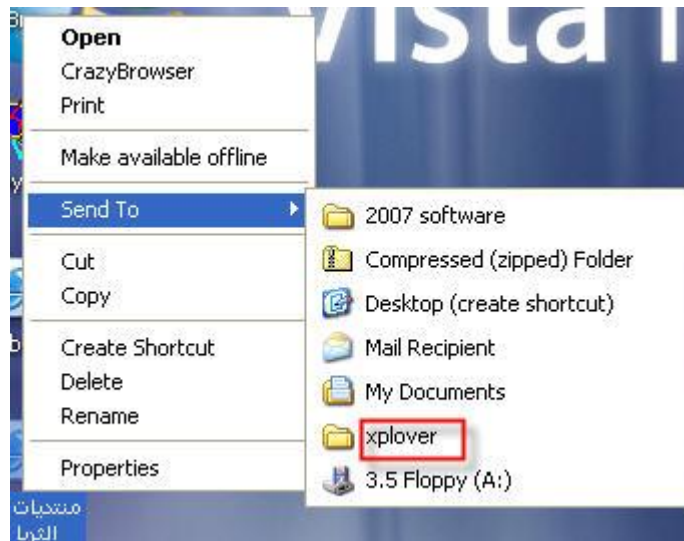 Vista
Open
CrazyBrowser
Print
Make available offline
Send To
Cut
Copy
Create Shortcut
Delete
Rename
Properties
2007 software
Compressed (zipped) Folder
Desktop (create shortcut)
Mail Recipient
My Documents
xplover
3.5 Floppy (A:)
منتديات
الثريا